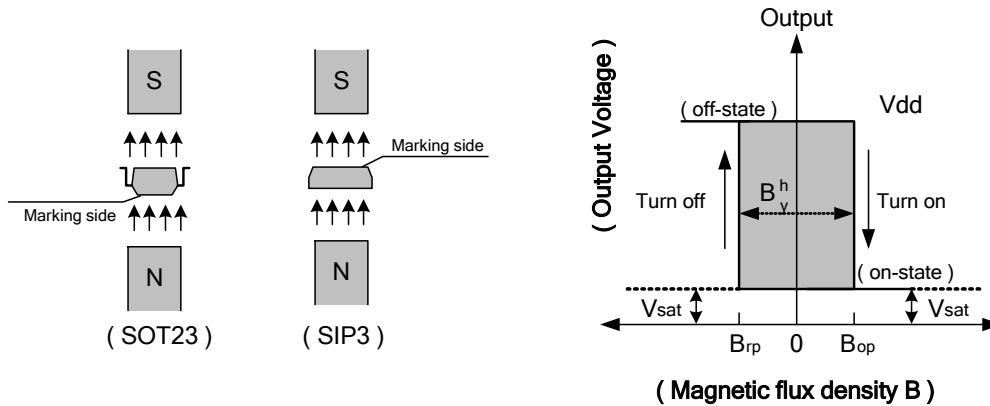 S
S
Marking side
Marking side
N
N
( SOT23 )
( SIP3 )
Output
( Output Voltage )
( off-state )
Vdd
Turn off
Bhy
Turn on
( on-state )
Vsat
Vsat
Brp
0
Bop
( Magnetic flux density B )